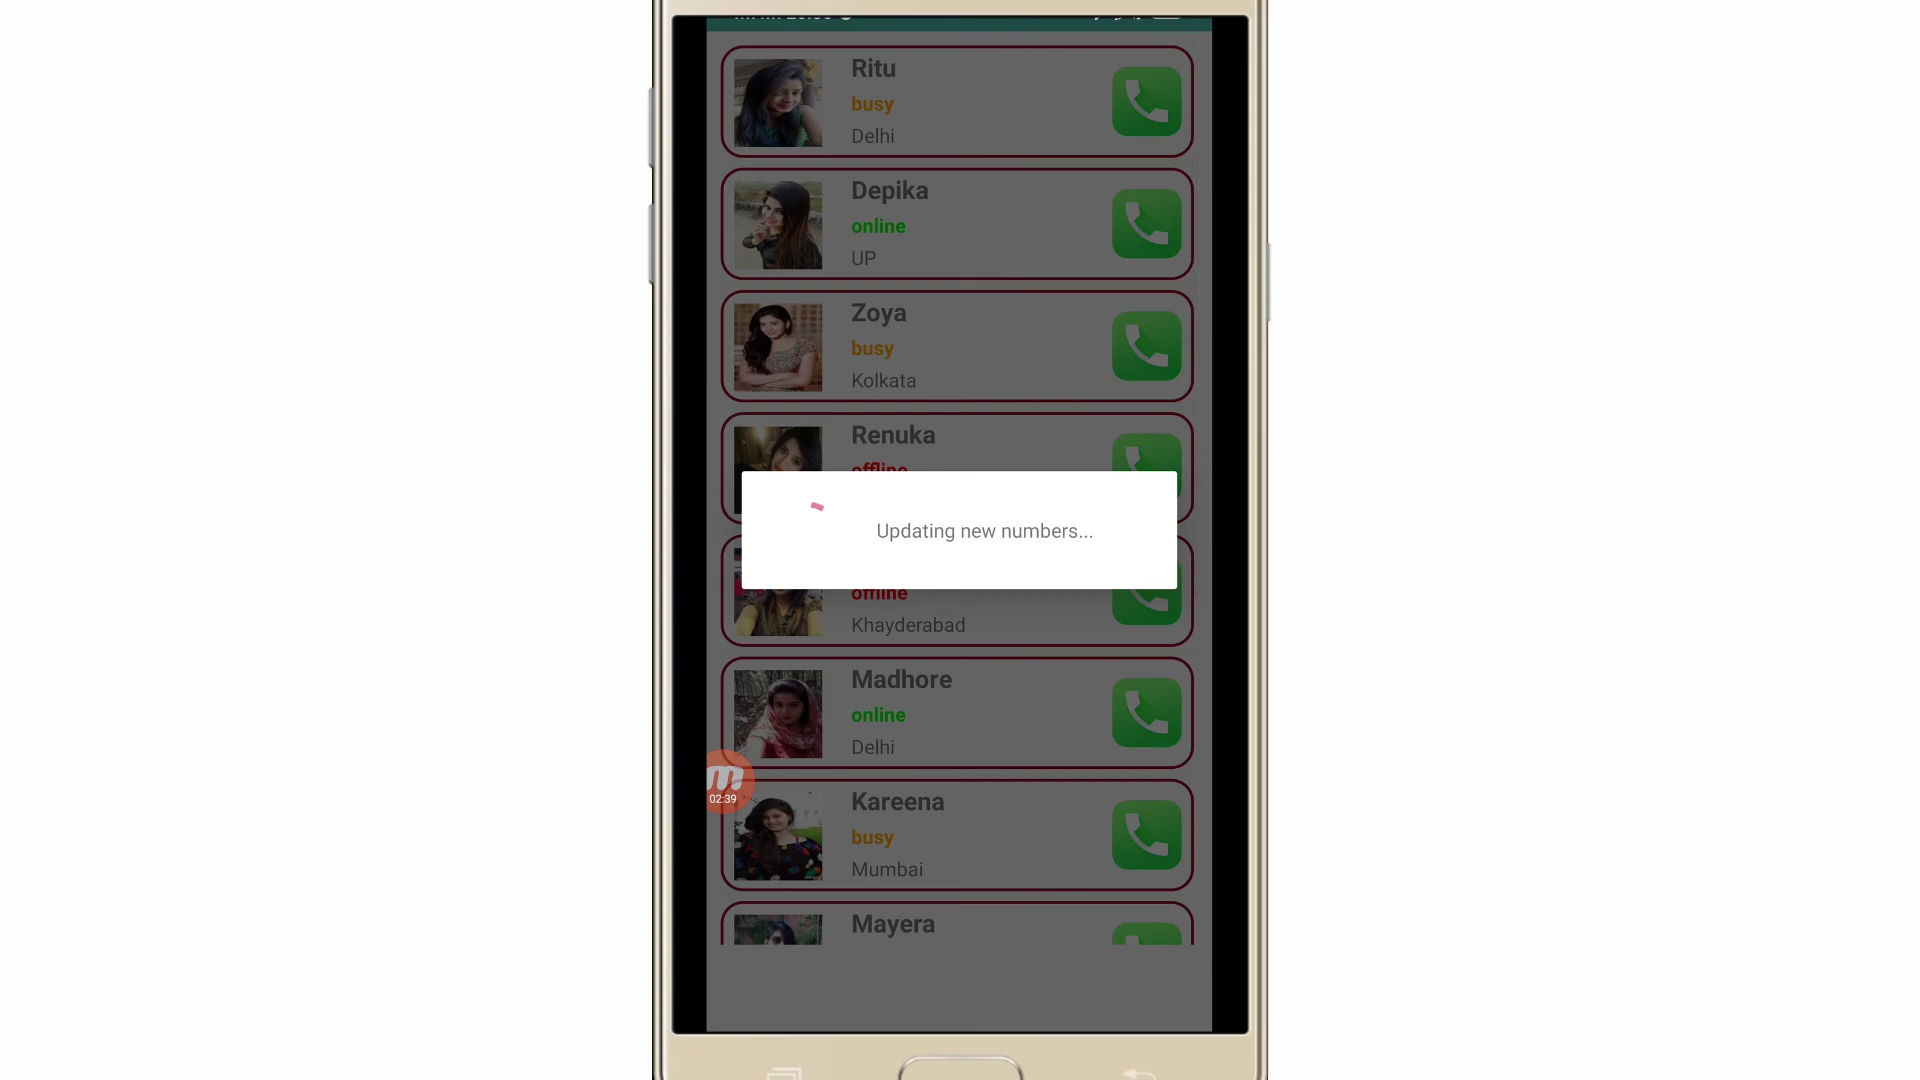 Ritu
busy
Delhi
Depika
online
UP
Zoya
busy
Kolkata
Renuka
offline
Updating new numbers...
offline
Khayderabad
Madhore
online
Delhi
02:39
Kareena
busy
Mumbai
Mayera